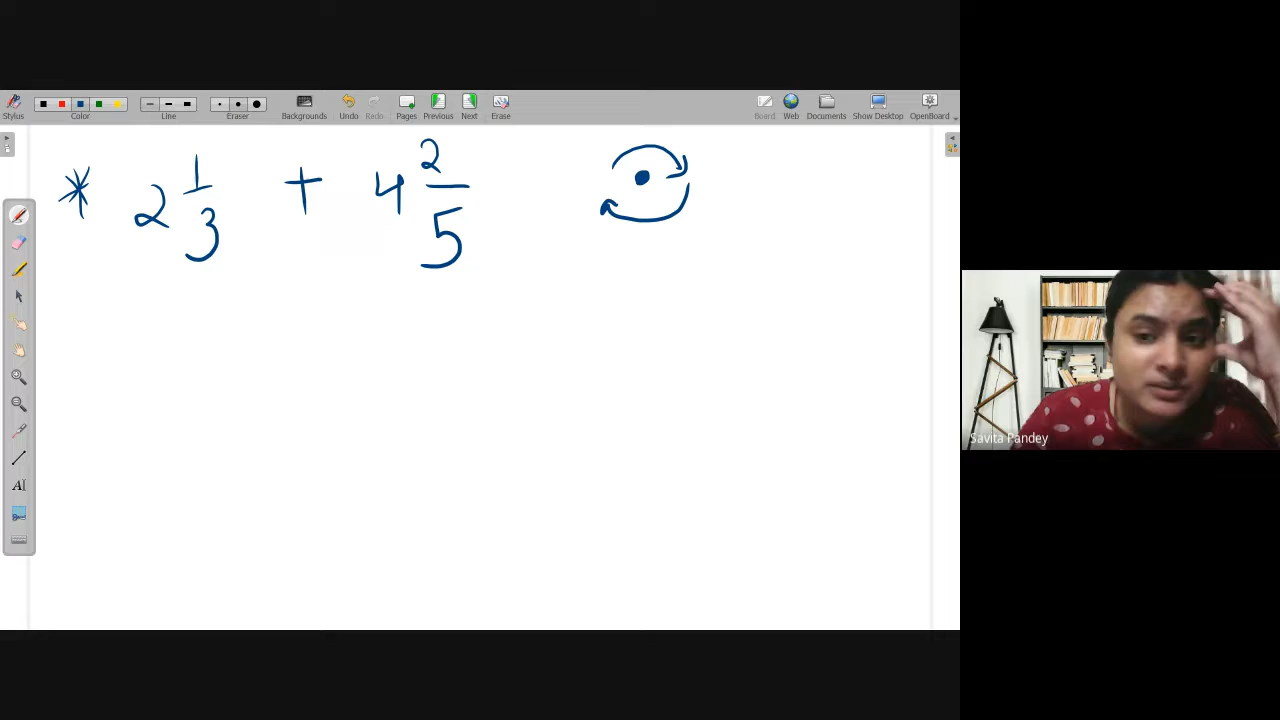 Stylus Color Line Eraser Backgrounds Undo Redo Pages Previous Next Erase Board Web Documents Show Desktop OpenBoard
* 2 1/3 + 4 2/5
AI
Savita Pandey